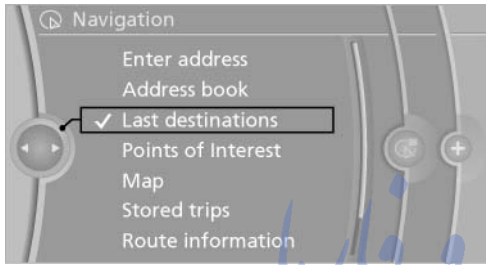 Navigation
Enter address
Address book
✓ Last destinations
Points of Interest
Map
Stored trips
Route information